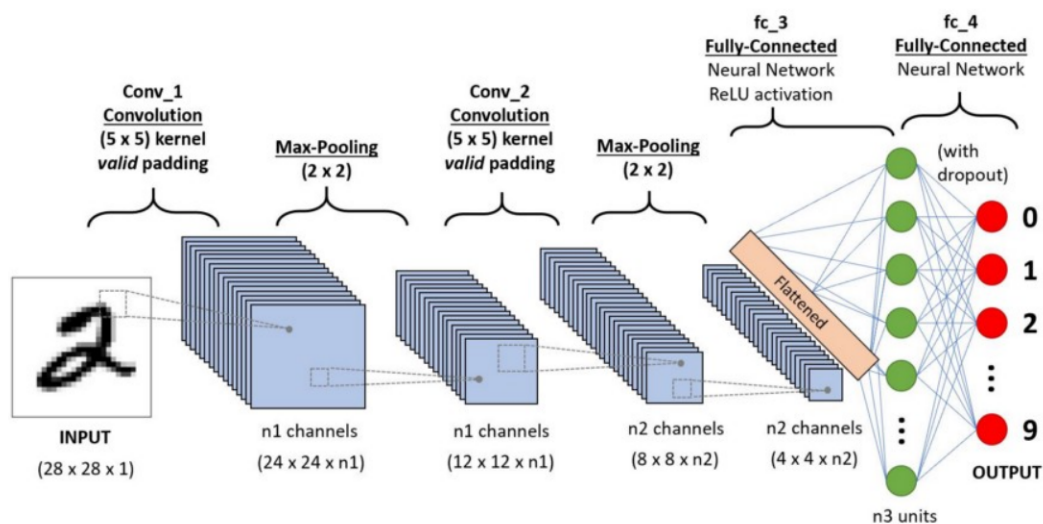 fc_3
Fully-Connected
Neural Network
ReLU activation
fc_4
Fully-Connected
Neural Network
Conv_1
Convolution
(5 x 5) kernel
valid padding
Max-Pooling
(2 x 2)
Conv_2
Convolution
(5 x 5) kernel
valid padding
Max-Pooling
(2 x 2)
(with
dropout)
Flattened
0
1
2
9
INPUT
(28 x 28 x 1)
n1 channels
(24 x 24 x n1)
n1 channels
(12 x 12 x n1)
n2 channels
(8 x 8 x n2)
n2 channels
(4 x 4 x n2)
n3 units
OUTPUT